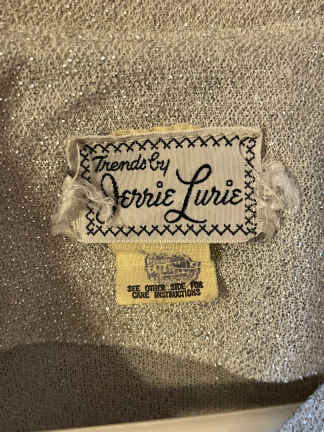 Trends by
Jerrie Lurie
SEE OTHER SIDE FOR
CARE INSTRUCTIONS